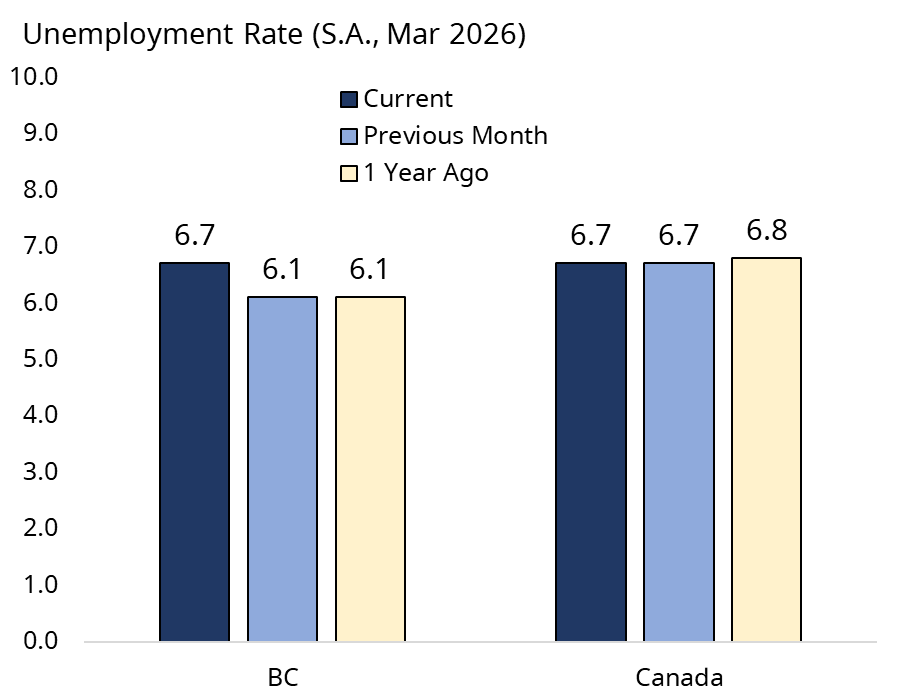 Unemployment Rate (S.A., Mar 2026)
10.0
9.0
8.0
7.0
6.0
5.0
4.0
3.0
2.0
1.0
0.0
Current
Previous Month
1 Year Ago
6.7
6.1
6.1
6.7
6.7
6.8
BC
Canada